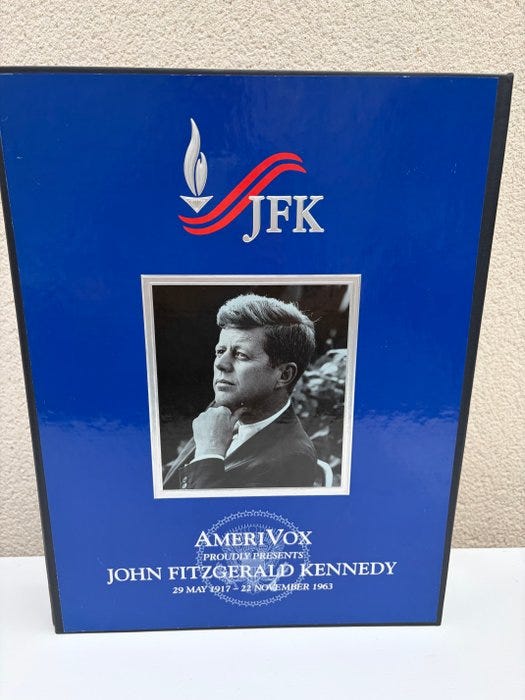 JFK
AMERIVOX
PROUDLY PRESENTS
JOHN FITZGERALD KENNEDY
29 MAY 1917 – 22 NOVEMBER 1963